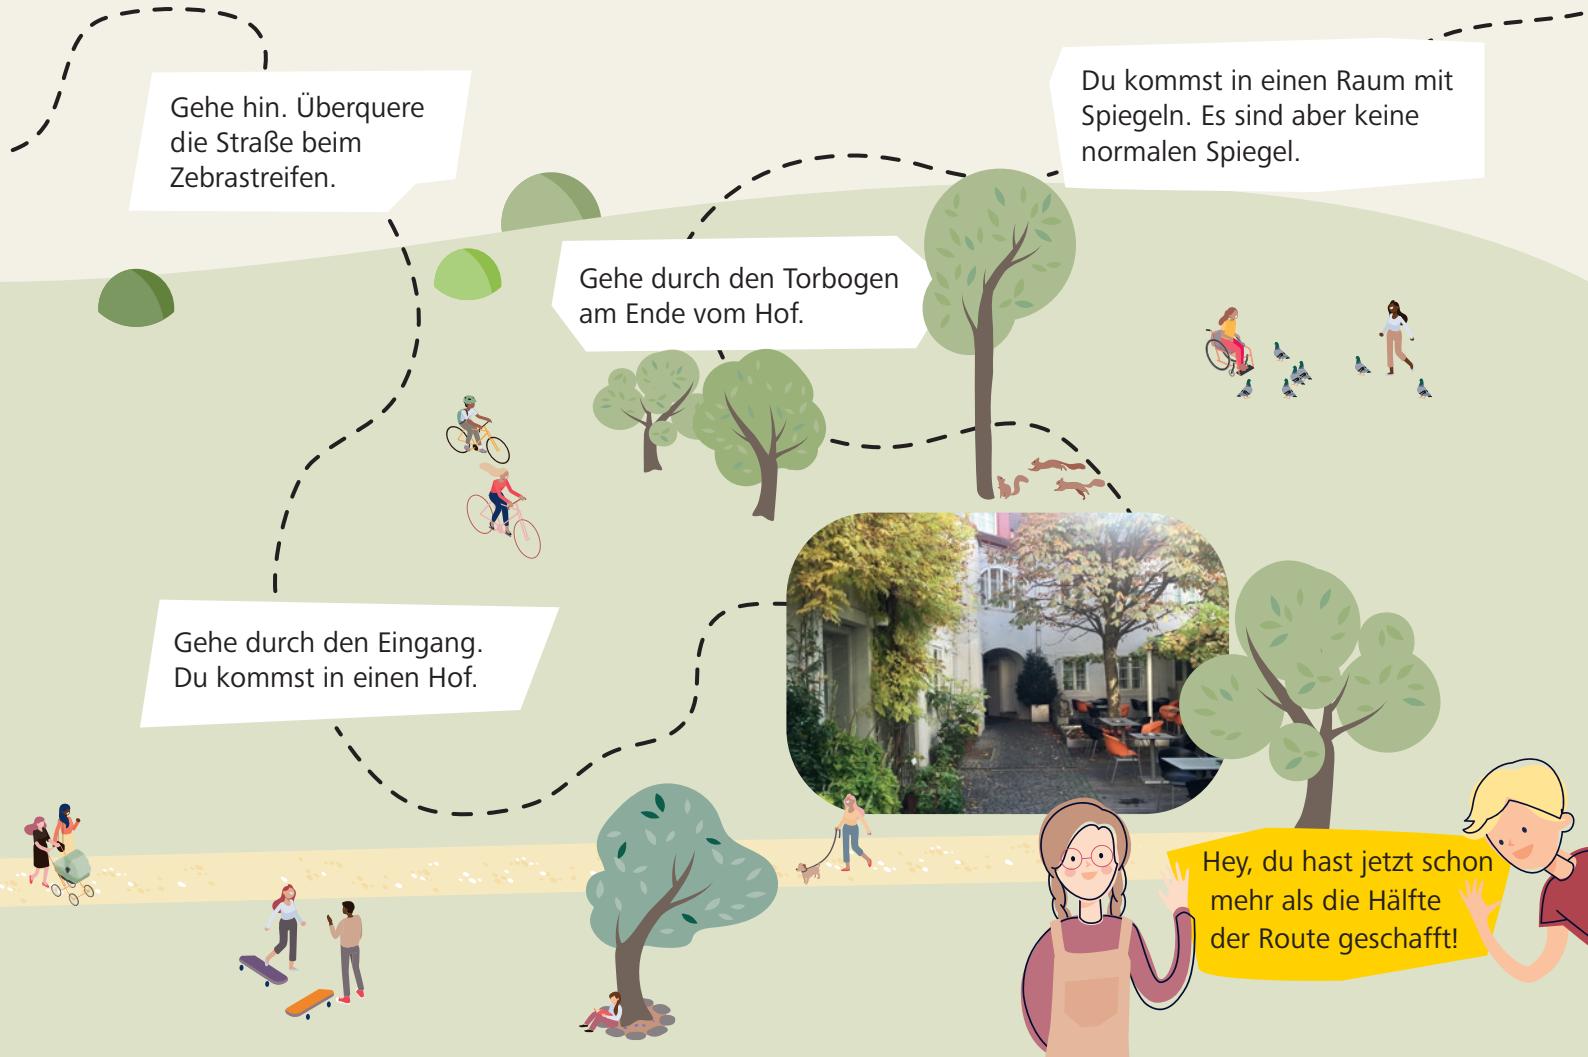 Gehe hin. Überquere
die Straße beim
Zebrastreifen.
Gehe durch den Eingang.
Du kommst in einen Hof.
Gehe durch den Torbogen
am Ende vom Hof.
Du kommst in einen Raum mit
Spiegeln. Es sind aber keine
normalen Spiegel.
Hey, du hast jetzt schon
mehr als die Hälfte
der Route geschafft!